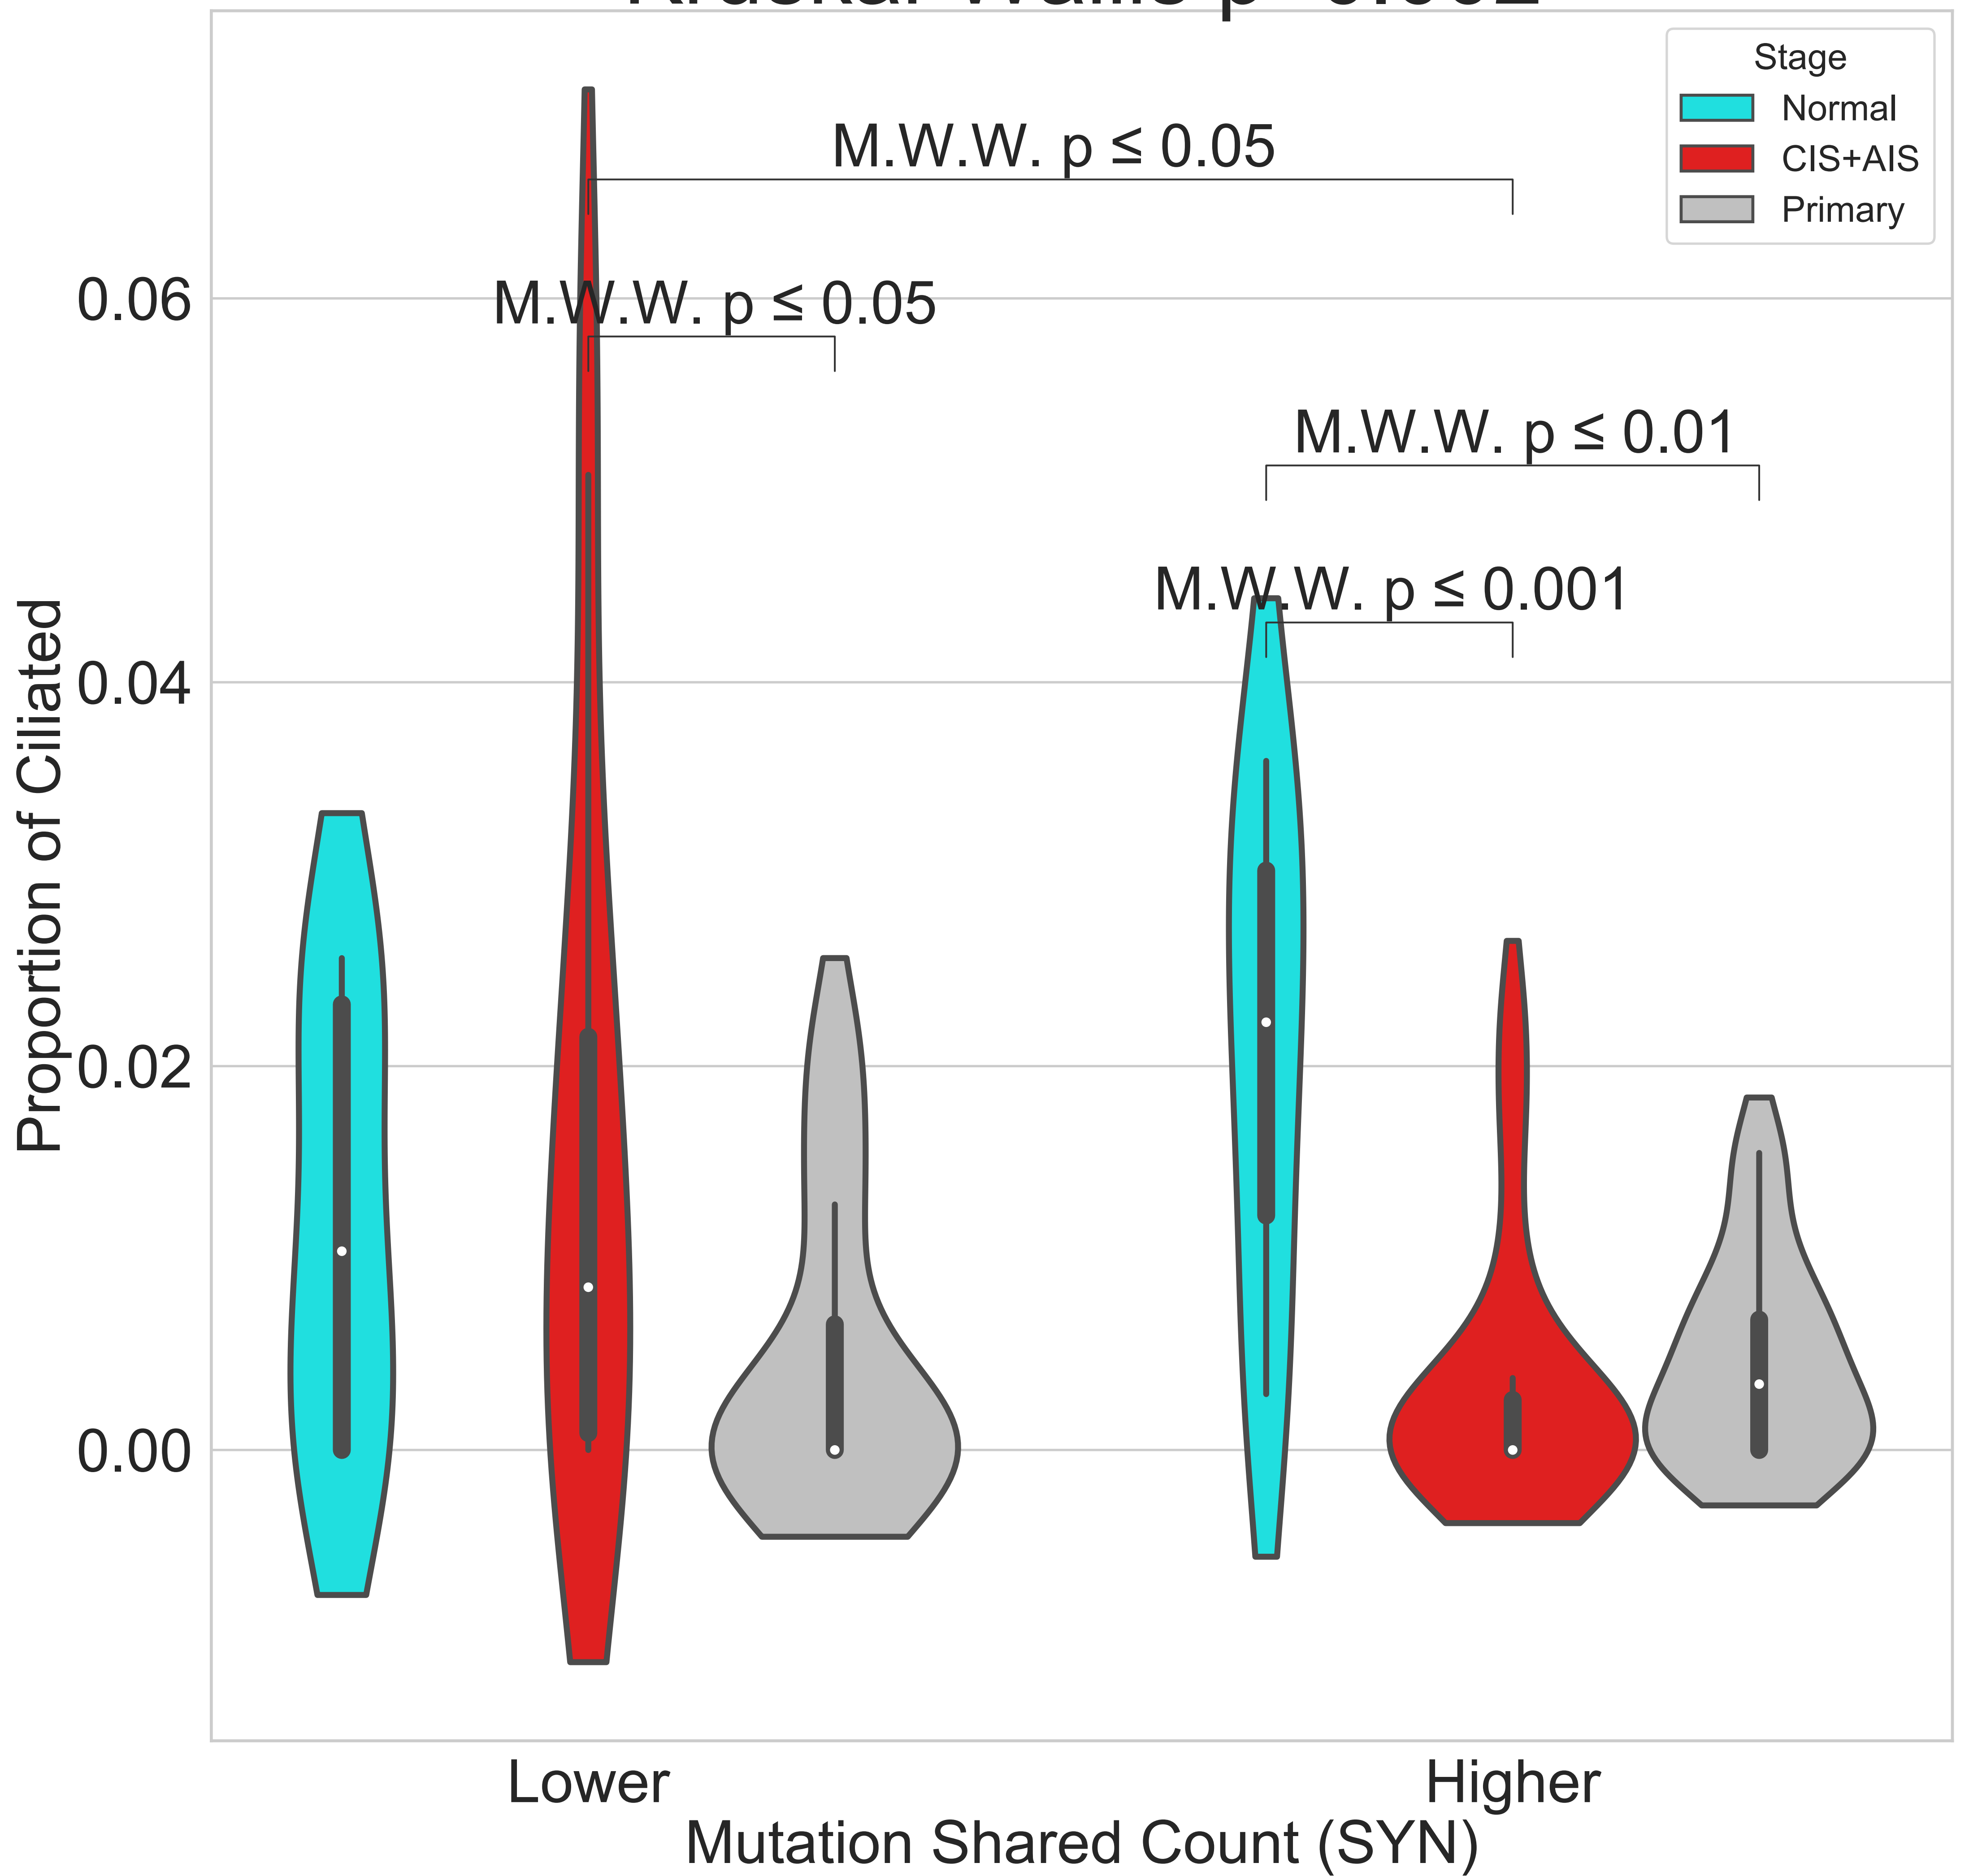 Stage
Normal
CIS+AIS
Primary
M.W.W. p ≤ 0.05
M.W.W. p ≤ 0.05
M.W.W. p ≤ 0.01
M.W.W. p ≤ 0.001
Proportion of Ciliated
0.06
0.04
0.02
0.00
Lower
Higher
Mutation Shared Count (SYN)